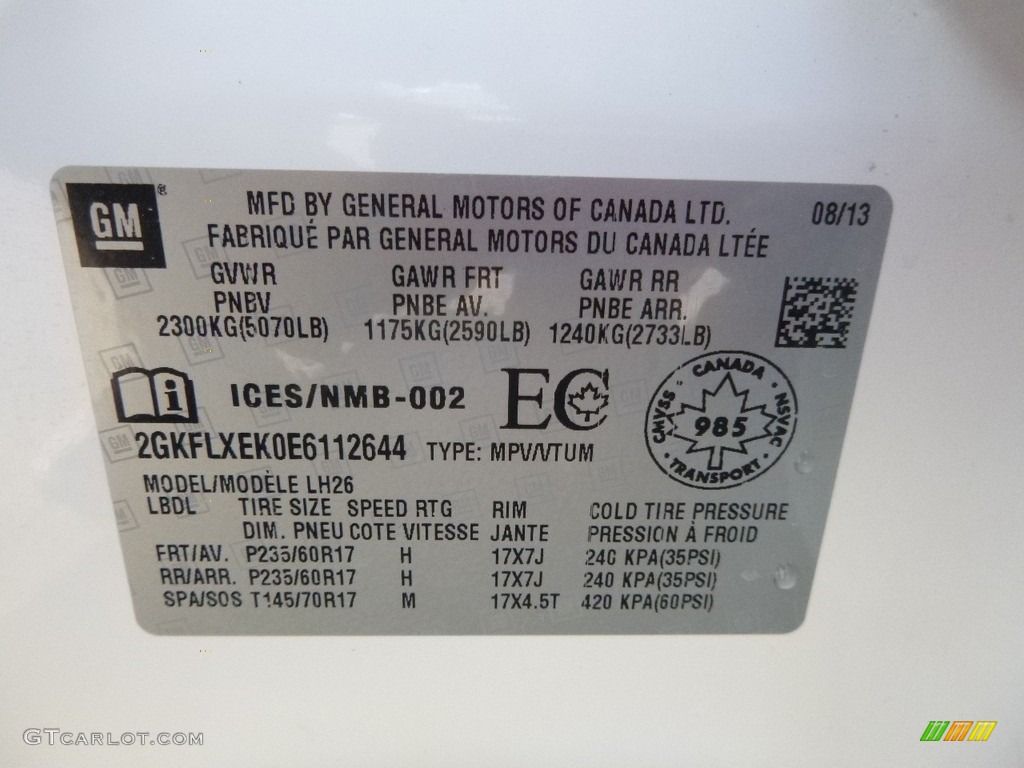 GM®
MFD BY GENERAL MOTORS OF CANADA LTD. 08/13
FABRIQUÉ PAR GENERAL MOTORS DU CANADA LTÉE
GVWR GAWR FRT GAWR RR
PNBV PNBE AV. PNBE ARR.
2300KG(5070LB) 1175KG(2590LB) 1240KG(2733LB)
i ICES/NMB-002 EC
CANADA
CMVSS 985 NSVAC
TRANSPORT
2GKFLXEK0E6112644 TYPE: MPV/VTUM
MODEL/MODÈLE LH26
LBDL TIRE SIZE SPEED RTG RIM COLD TIRE PRESSURE
DIM. PNEU COTE VITESSE JANTE PRESSION À FROID
FRT/AV. P235/60R17 H 17X7J 240 KPA(35PSI)
RR/ARR. P235/60R17 H 17X7J 240 KPA(35PSI)
SPA/SOS T145/70R17 M 17X4.5T 420 KPA(60PSI)
GTCARLOT.COM